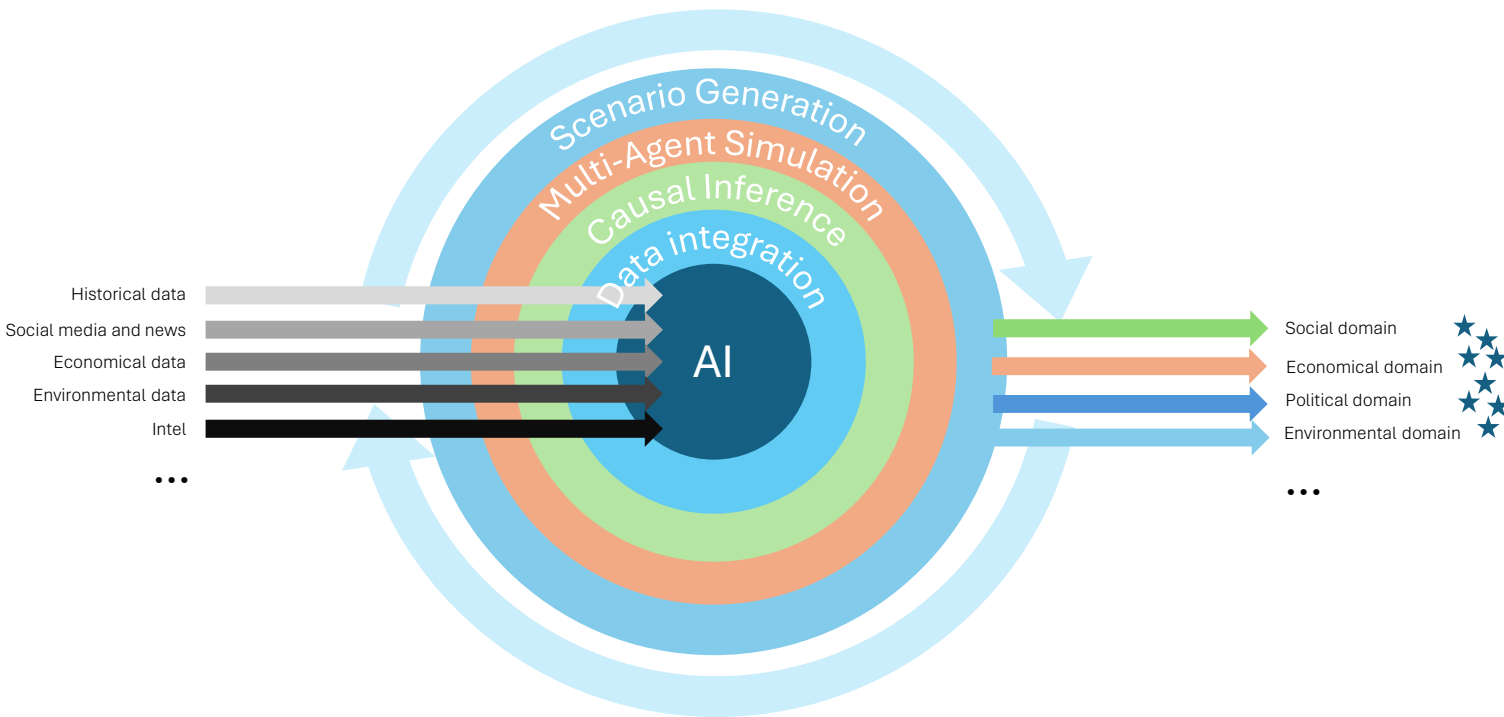 Scenario Generation
Multi-Agent Simulation
Causal Inference
Data integration
AI
Historical data
Social media and news
Economical data
Environmental data
Intel
...
Social domain
Economical domain
Political domain
Environmental domain
...